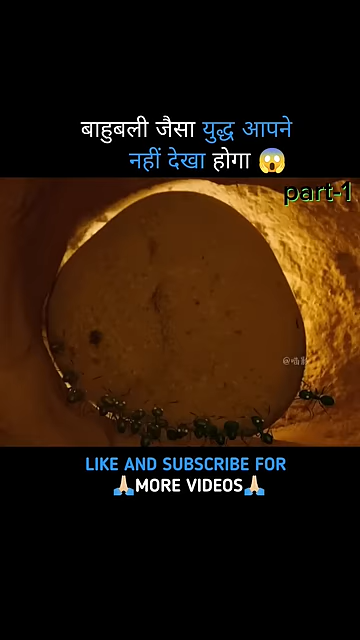 बाहुबली जैसा युद्ध आपने
नहीं देखा होगा 😱
part-1
LIKE AND SUBSCRIBE FOR
🙏🏻MORE VIDEOS🙏🏻